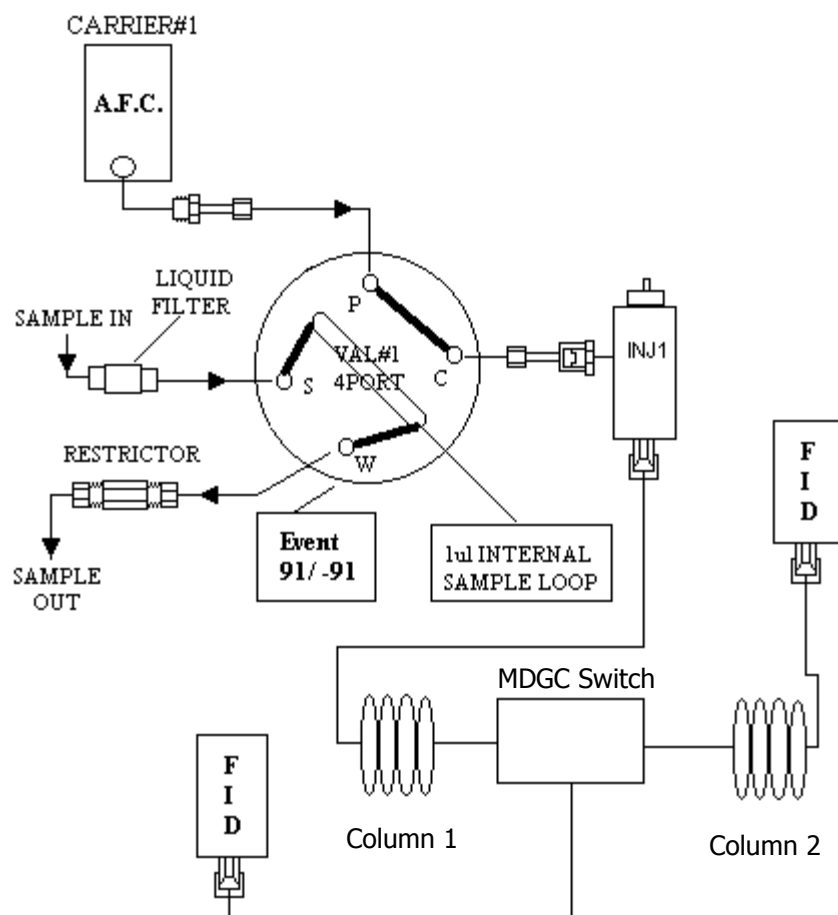 CARRIER#1
A.F.C.
LIQUID
FILTER
SAMPLE IN
P
VAL#1
4PORT
S
C
W
INJ1
RESTRICTOR
SAMPLE
OUT
Event
91/ -91
1ul INTERNAL
SAMPLE LOOP
F
I
D
MDGC Switch
F
I
D
Column 1
Column 2